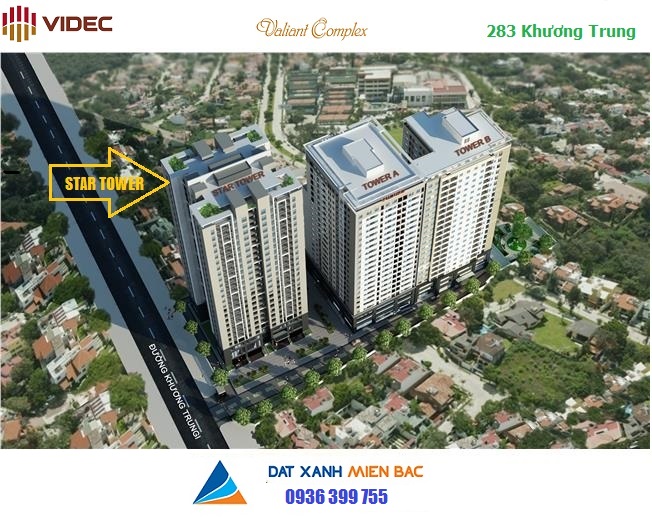 VIDEC
Valiant Complex
283 Khương Trung
STAR TOWER
STAR TOWER
TOWER A
TOWER B
ĐƯỜNG KHƯƠNG TRUNG
DAT XANH MIEN BAC
0936 399 755